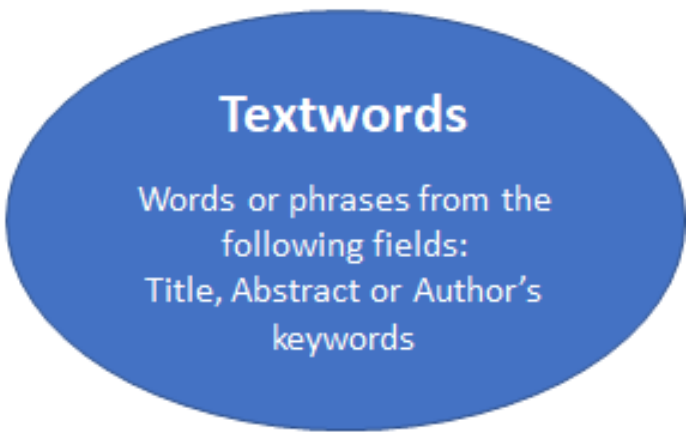 Textwords
Words or phrases from the
following fields:
Title, Abstract or Author’s
keywords